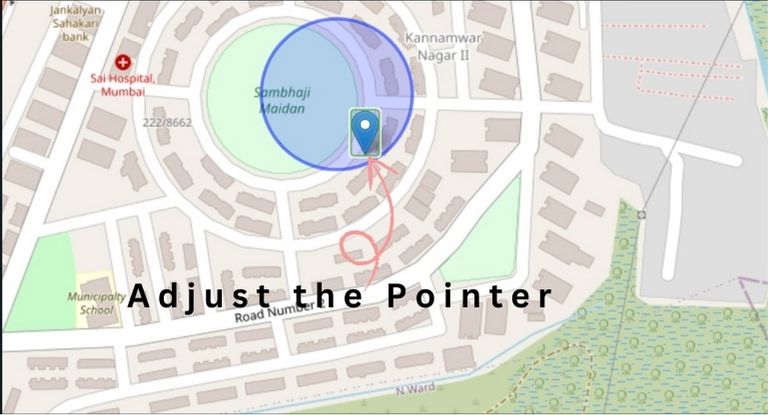 Jankalyan
Sahakari
bank
Kannamwar
Nagar II
Sai Hospital,
Mumbai
Sambhaji
Maidan
222/8662
Municipalty
School
Adjust the Pointer
Road Number
N Ward